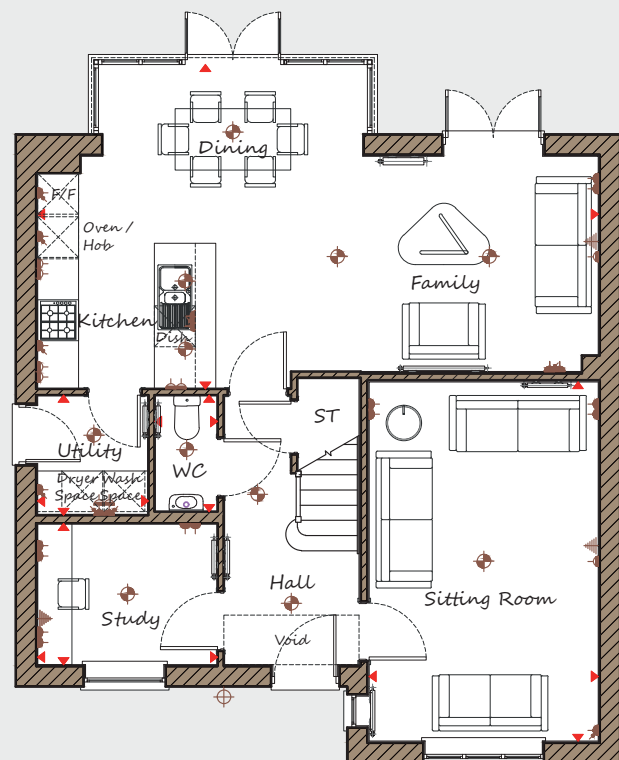 Dining
F/F
Oven /
Hob
Family
Kitchen
Dish
ST
Utility
WC
Dryer Wash
Space Space
Hall
Sitting Room
Study
Void